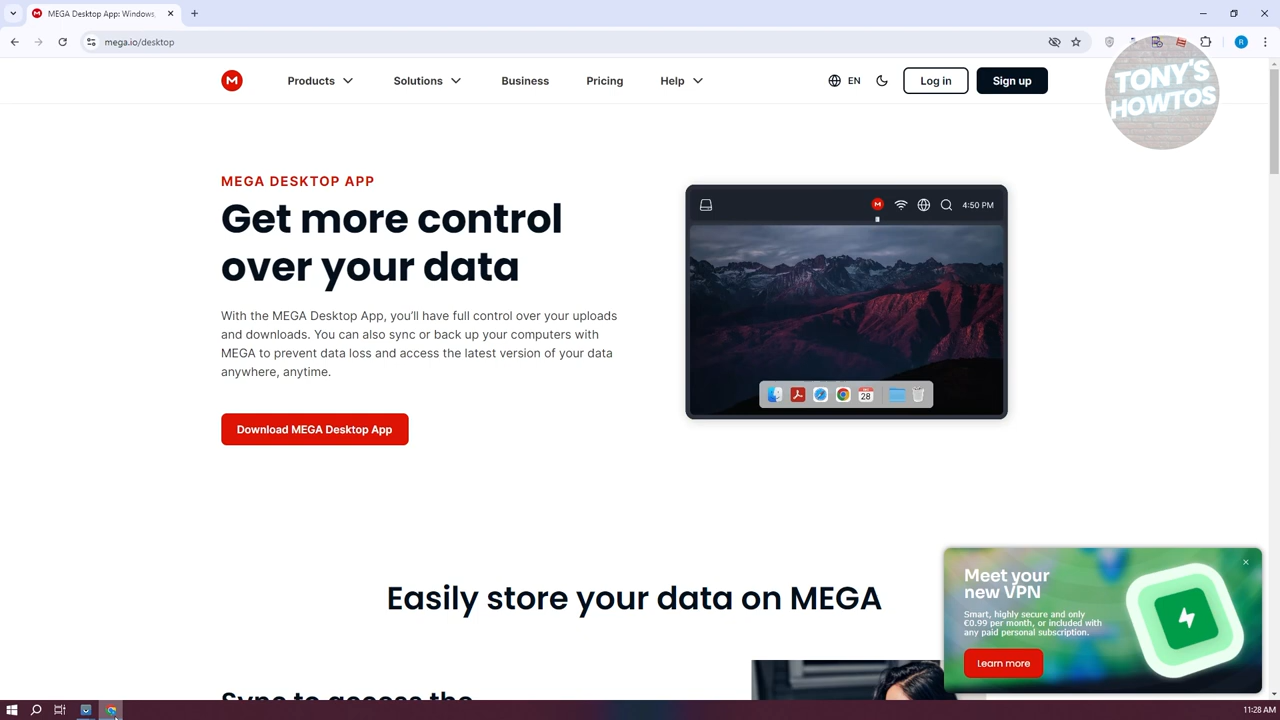 MEGA Desktop App: Windows,
mega.io/desktop
R
TONY'S
HOWTOS
M
Products
Solutions
Business
Pricing
Help
EN
Log in
Sign up
MEGA DESKTOP APP
Get more control
over your data
With the MEGA Desktop App, you'll have full control over your uploads
and downloads. You can also sync or back up your computers with
MEGA to prevent data loss and access the latest version of your data
anywhere, anytime.
Download MEGA Desktop App
M
4:50 PM
28
Easily store your data on MEGA
Sync to access the
Meet your
new VPN
Smart, highly secure and only
€0.99 per month, or included with
any paid personal subscription.
Learn more
11:28 AM